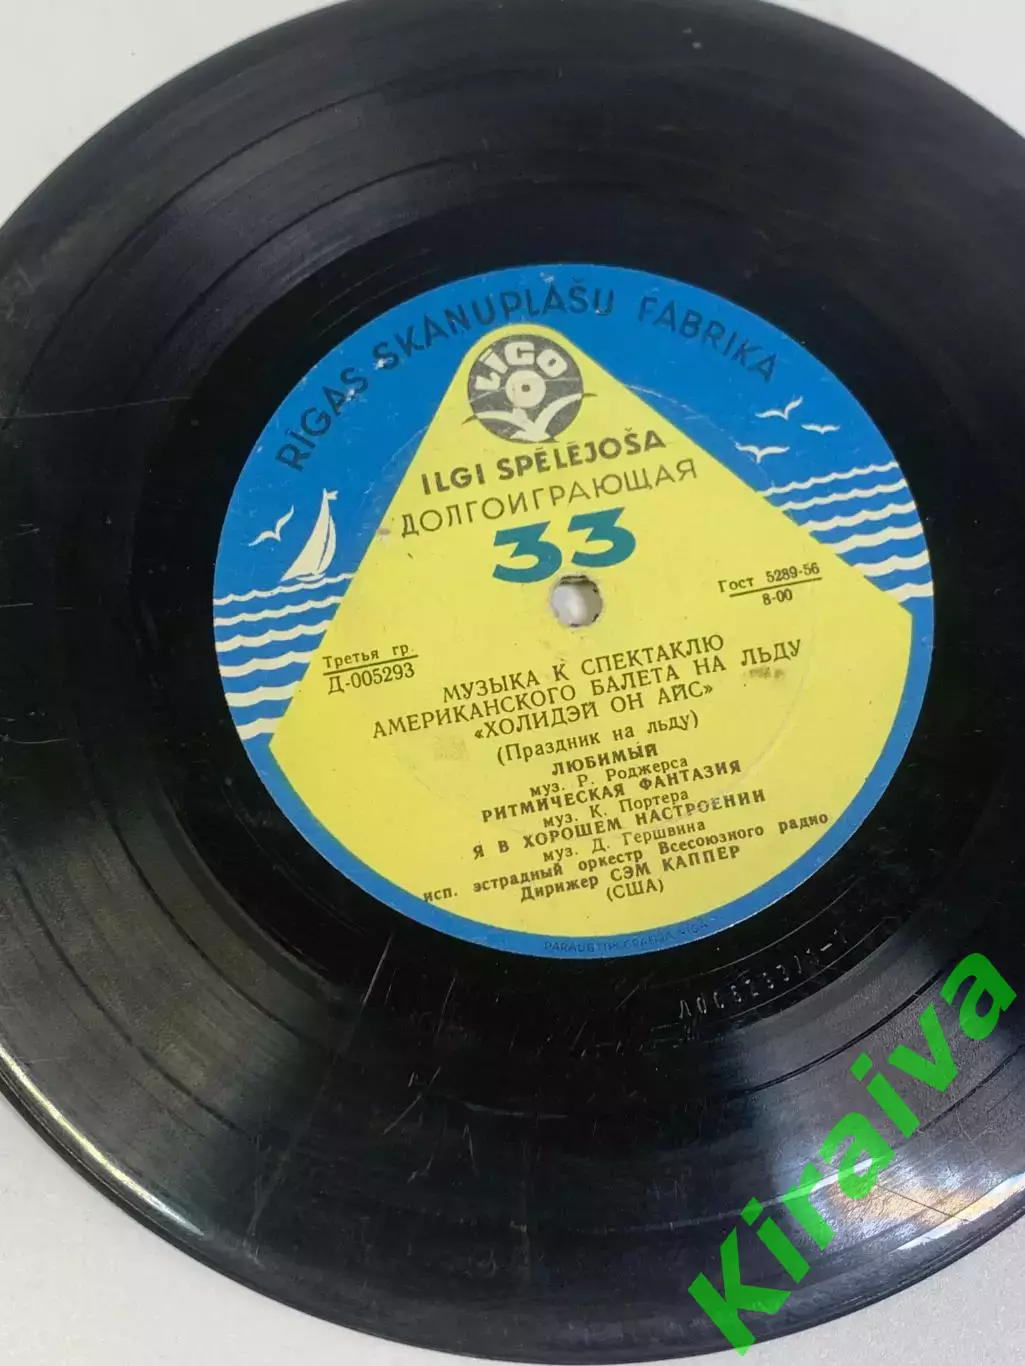 RĪGAS SKAŅUPLAŠU FABRIKA
LĪGO
ILGI SPĒLĒJOŠA
ДОЛГОИГРАЮЩАЯ
33
Гост 5289-56
8-00
Третья гр.
Д-005293
МУЗЫКА К СПЕКТАКЛЮ
АМЕРИКАНСКОГО БАЛЕТА НА ЛЬДУ
«ХОЛИДЭЙ ОН АЙС»
(Праздник на льду)
ЛЮБИМЫЙ
муз. Р. Роджерса
РИТМИЧЕСКАЯ ФАНТАЗИЯ
муз. К. Портера
Я В ХОРОШЕМ НАСТРОЕНИИ
муз. Д. Гершвина
исп. эстрадный оркестр Всесоюзного радио
Дирижер СЭМ КАППЕР
(США)
Kiraiva